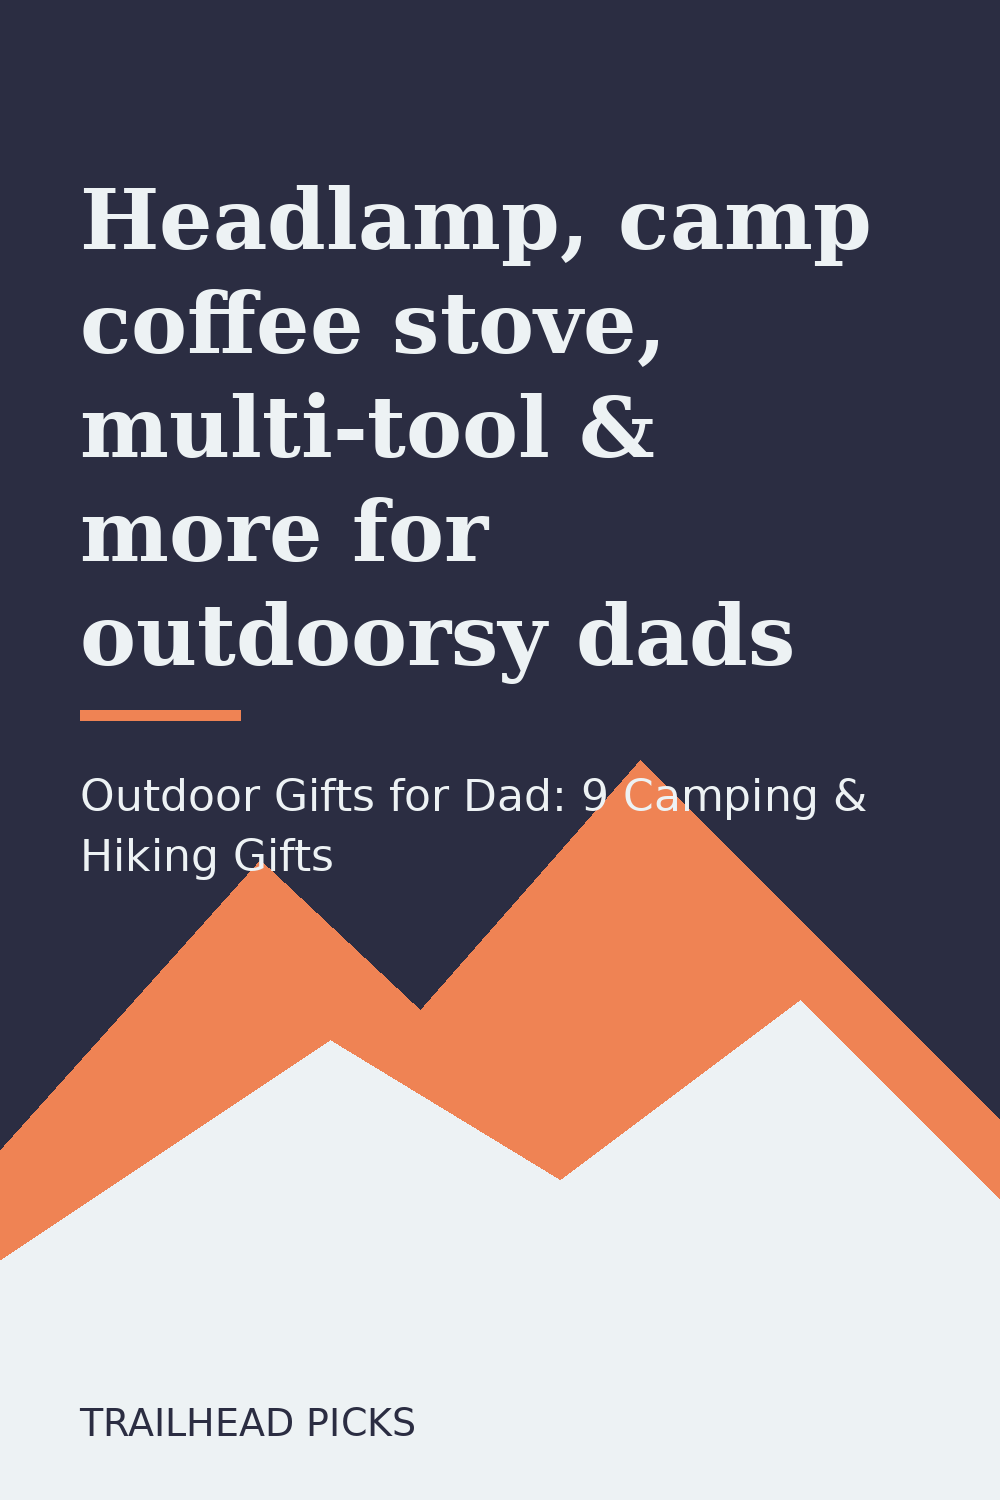 Headlamp, camp
coffee stove,
multi-tool &
more for
outdoorsy dads
Outdoor Gifts for Dad: 9 Camping &
Hiking Gifts
TRAILHEAD PICKS